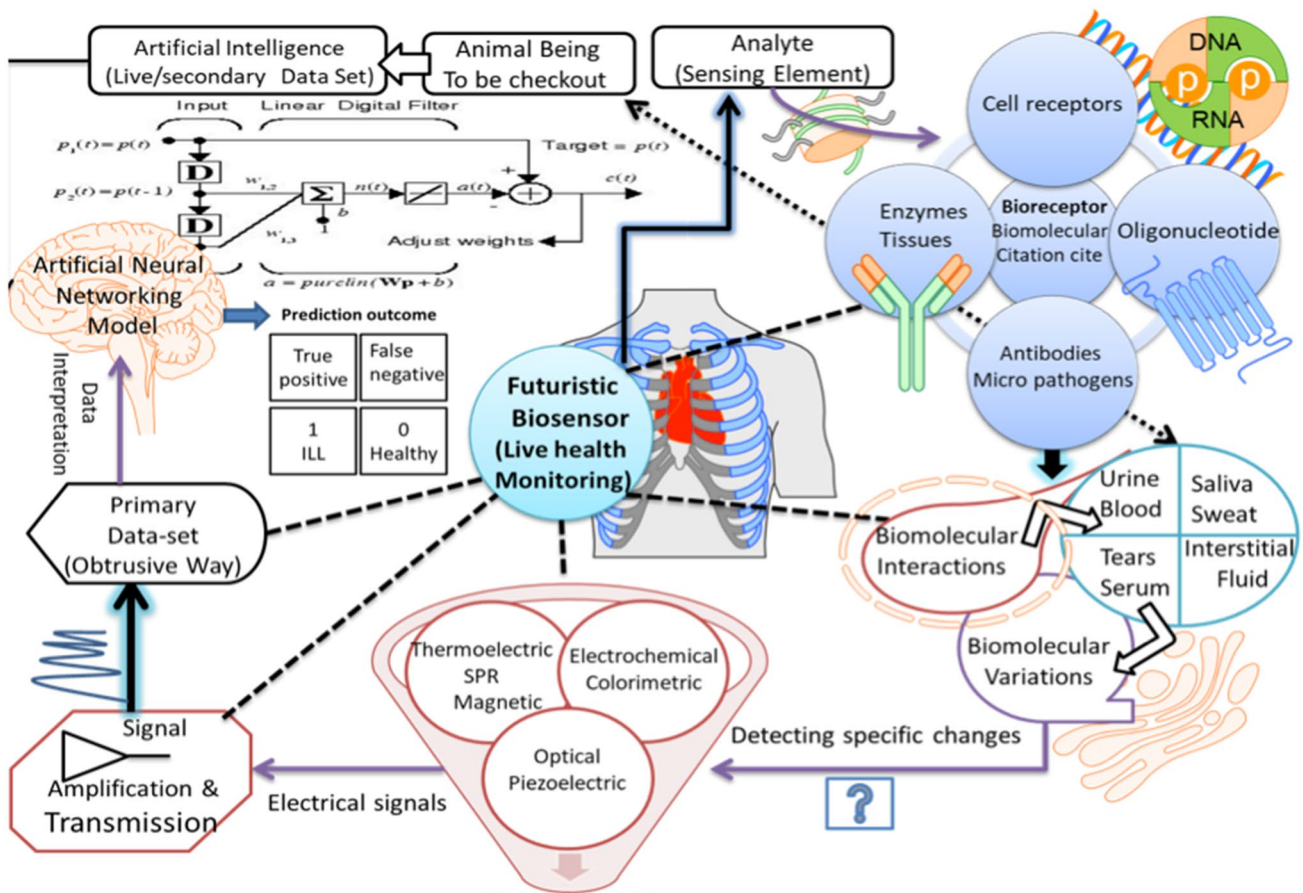 Artificial Intelligence
(Live/secondary Data Set)
Animal Being
To be checkout
Analyte
(Sensing Element)
DNA
p
p
RNA
Cell receptors
Enzymes
Tissues
Bioreceptor
Biomolecular
Citation cite
Oligonucleotide
Antibodies
Micro pathogens
Input
Linear Digital Filter
p₁(t)=p(t)
Target = p(t)
D
p₂(t)=p(t-1)
w₁,₂
Σ
n(t)
a(t)
+
-
+
c(t)
D
w₁,₃
b
1
Adjust weights
a = purelin(Wp+b)
Artificial Neural
Networking
Model
Prediction outcome
True
positive
False
negative
1
ILL
0
Healthy
Data
Interpretation
Futuristic
Biosensor
(Live health
Monitoring)
Primary
Data-set
(Obtrusive Way)
Biomolecular
Interactions
Urine
Blood
Saliva
Sweat
Tears
Serum
Interstitial
Fluid
Biomolecular
Variations
Thermoelectric
SPR
Magnetic
Electrochemical
Colorimetric
Optical
Piezoelectric
Detecting specific changes
?
Electrical signals
Signal
Amplification &
Transmission